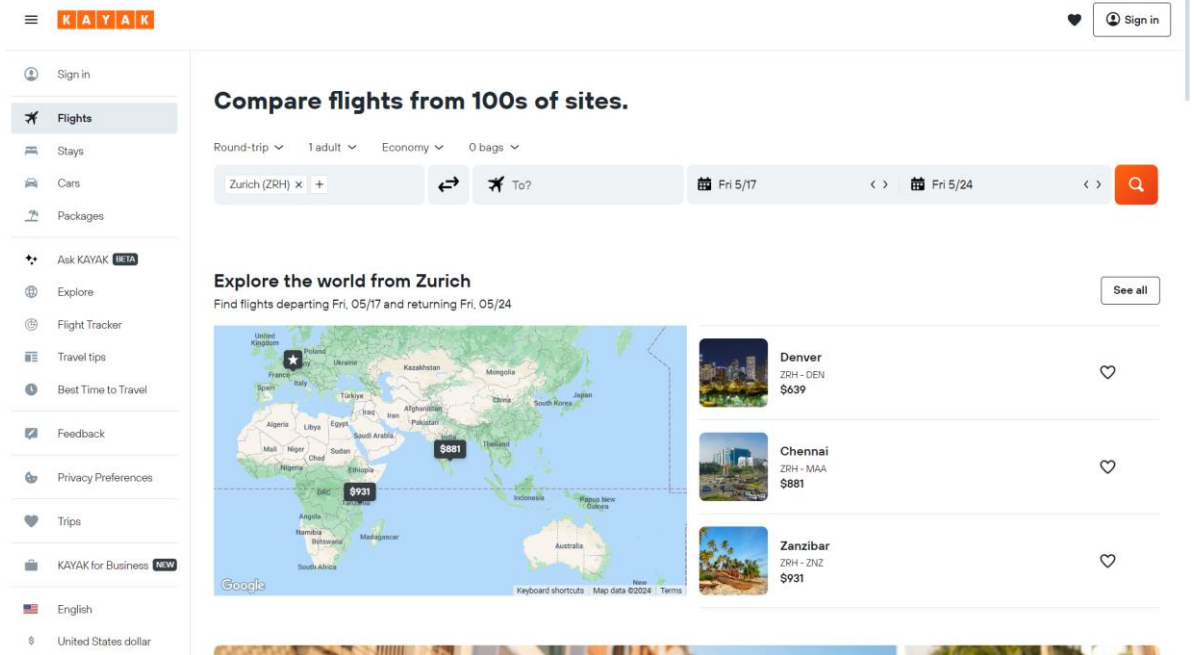 KAYAK
Sign in
Sign in
Flights
Stays
Cars
Packages
Ask KAYAK BETA
Explore
Flight Tracker
Travel tips
Best Time to Travel
Feedback
Privacy Preferences
Trips
KAYAK for Business NEW
English
$ United States dollar
Compare flights from 100s of sites.
Round-trip 1 adult Economy 0 bags
Zurich (ZRH) × + To? Fri 5/17 < > Fri 5/24 < >
Explore the world from Zurich
See all
Find flights departing Fri, 05/17 and returning Fri, 05/24
United
Kingdom
Poland
Ukraine
France
Kazakhstan
Mongolia
Spain
Italy
Türkiye
China
Japan
South Korea
Iraq
Iran
Afghanistan
Pakistan
Algeria
Libya
Egypt
Saudi Arabia
India
Thailand
$881
Mali
Niger
Chad
Sudan
Nigeria
Ethiopia
DRC
$931
Tanzania
Indonesia
Papua New
Guinea
Angola
Namibia
Botswana
Madagascar
Australia
South Africa
New
Google
Keyboard shortcuts Map data ©2024 Terms
Denver
ZRH - DEN
$639
Chennai
ZRH - MAA
$881
Zanzibar
ZRH - ZNZ
$931